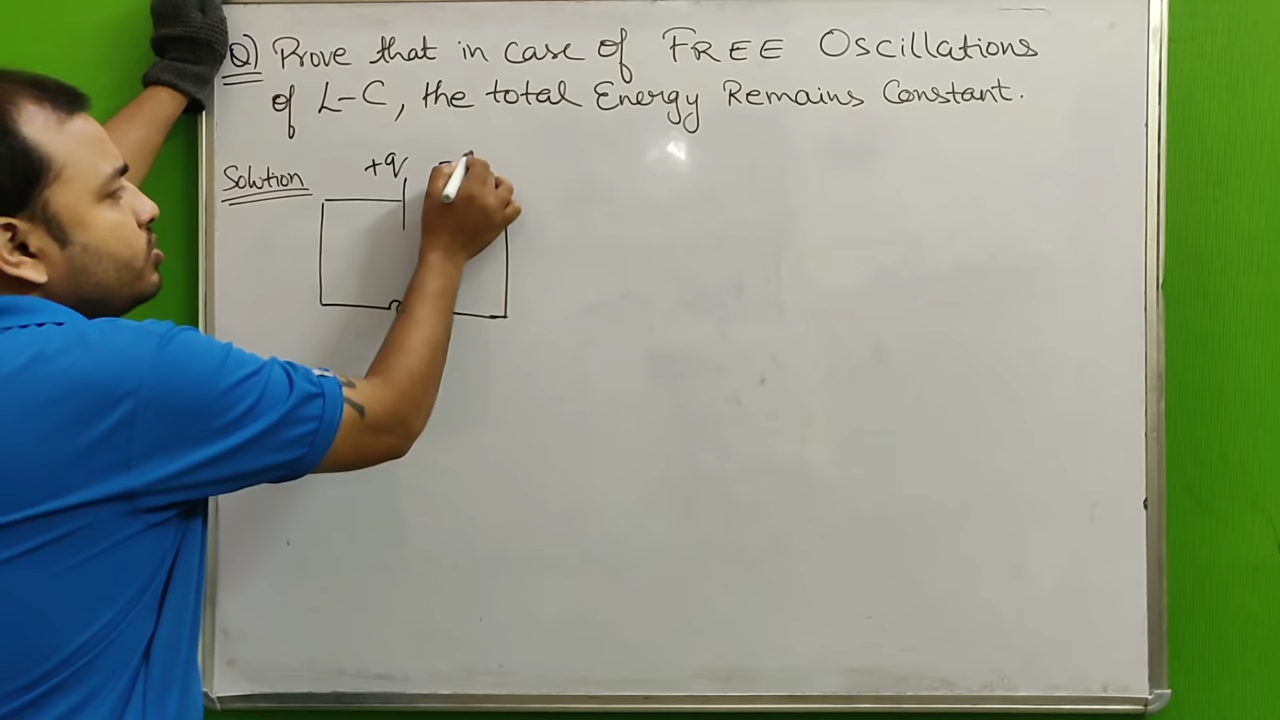 Q) Prove that in case of FREE Oscillations
of L-C, the total Energy Remains Constant.
Solution
+q